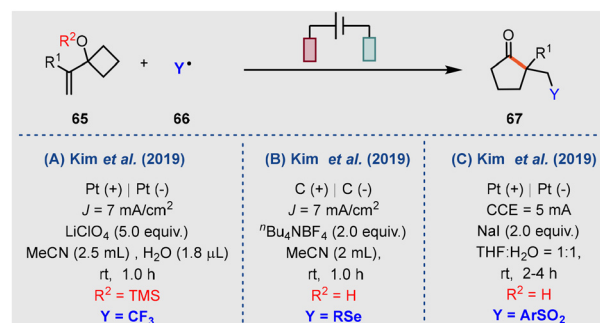 R²O
R¹
65
+
Y•
66
O
R¹
Y
67
(A) Kim et al. (2019)
Pt (+) | Pt (-)
J = 7 mA/cm²
LiClO₄ (5.0 equiv.)
MeCN (2.5 mL) , H₂O (1.8 μL)
rt, 1.0 h
R² = TMS
Y = CF₃
(B) Kim et al. (2019)
C (+) | C (-)
J = 7 mA/cm²
ⁿBu₄NBF₄ (2.0 equiv.)
MeCN (2 mL),
rt, 1.0 h
R² = H
Y = RSe
(C) Kim et al. (2019)
Pt (+) | Pt (-)
CCE = 5 mA
NaI (2.0 equiv.)
THF:H₂O = 1:1,
rt, 2-4 h
R² = H
Y = ArSO₂